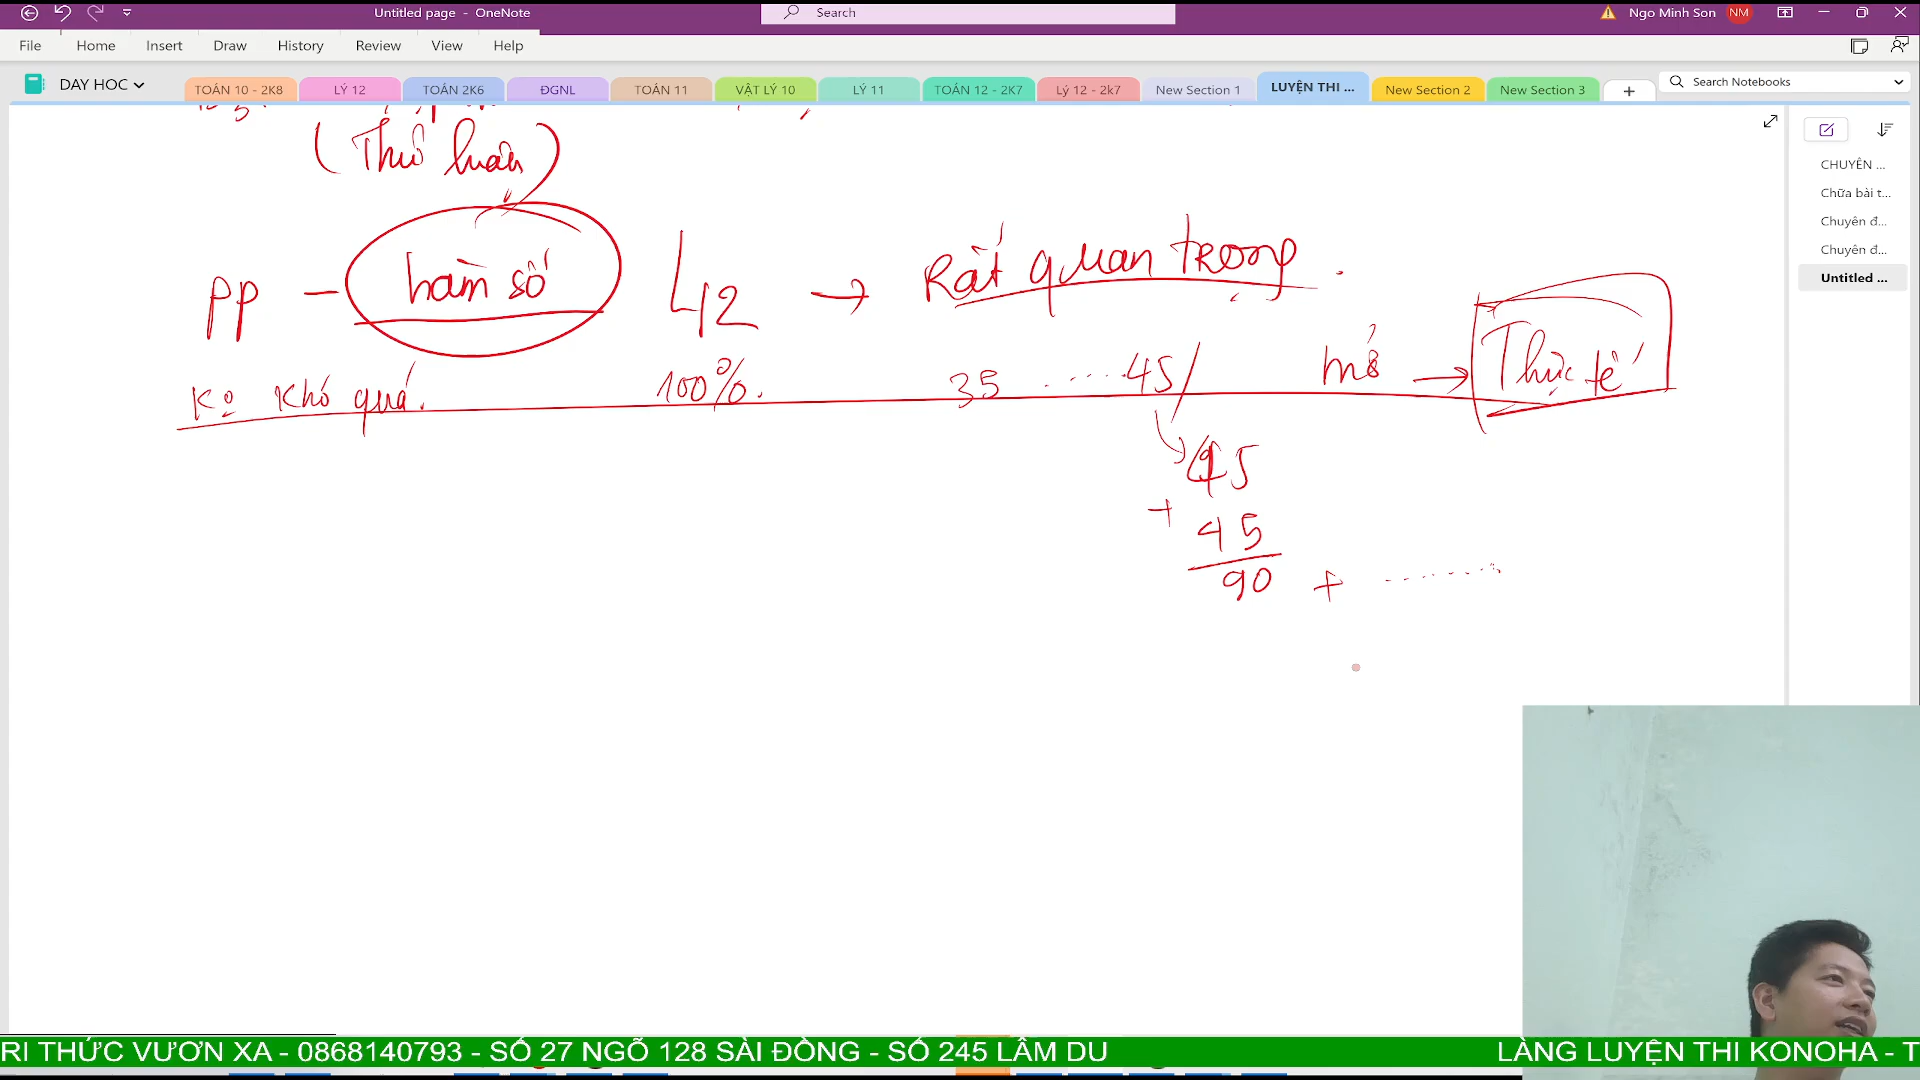 Untitled page - OneNote
Search
Ngo Minh Son
NM
File Home Insert Draw History Review View Help
DAY HOC
TOÁN 10 - 2K8
LÝ 12
TOÁN 2K6
ĐGNL
TOÁN 11
VẬT LÝ 10
LÝ 11
TOÁN 12 - 2K7
Lý 12 - 2k7
New Section 1
LUYỆN THI ...
New Section 2
New Section 3
+
Search Notebooks
CHUYÊN ...
Chữa bài t...
Chuyên đ...
Chuyên đ...
Untitled ...
PP - hàm số L12 → Rất quan trọng.
Ko khó quá. 100%. 35 ..... 45/ mở → Thực tế
45
+ 45
90 + .......
RI THỨC VƯƠN XA - 0868140793 - SỐ 27 NGÕ 128 SÀI ĐỒNG - SỐ 245 LÂM DU
LÀNG LUYỆN THI KONOHA - T